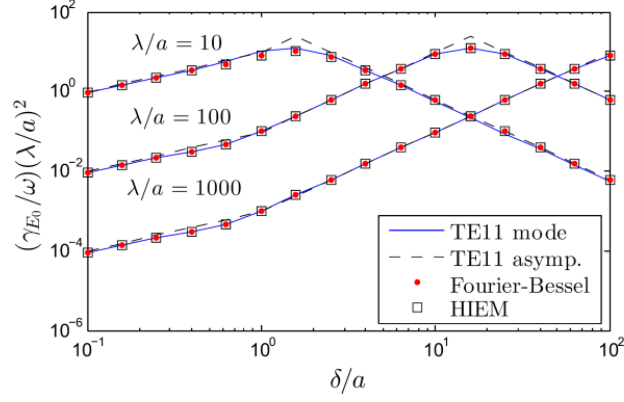 10^2
10^0
10^-2
10^-4
10^-6
(γ_{E_0}/ω)(λ/a)^2
λ/a = 10
λ/a = 100
λ/a = 1000
TE11 mode
TE11 asymp.
Fourier-Bessel
HIEM
10^-1 10^0 10^1 10^2
δ/a